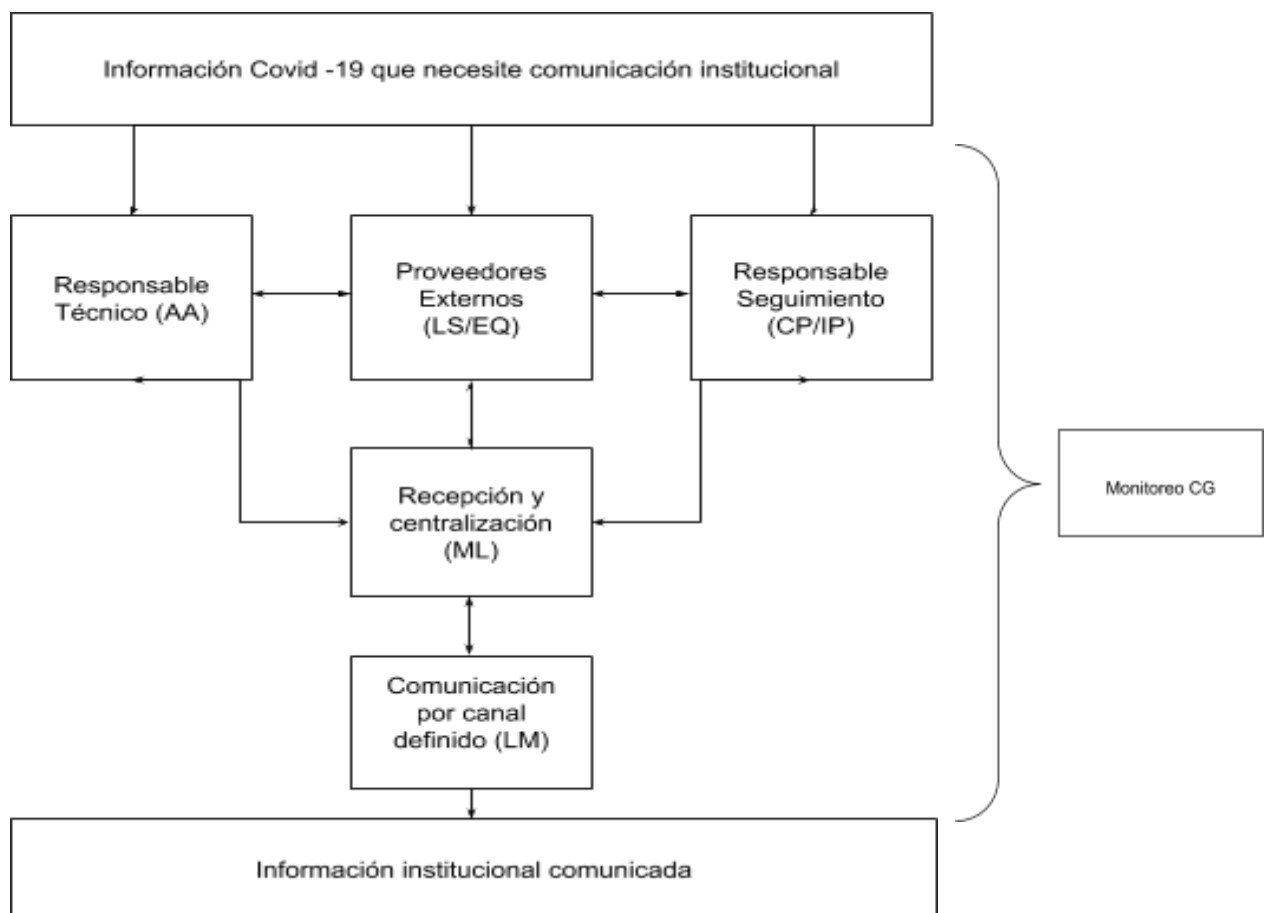 Información Covid -19 que necesite comunicación institucional
Responsable
Técnico (AA)
Proveedores
Externos
(LS/EQ)
Responsable
Seguimiento
(CP/IP)
Recepción y
centralización
(ML)
Monitoreo CG
Comunicación
por canal
definido (LM)
Información institucional comunicada